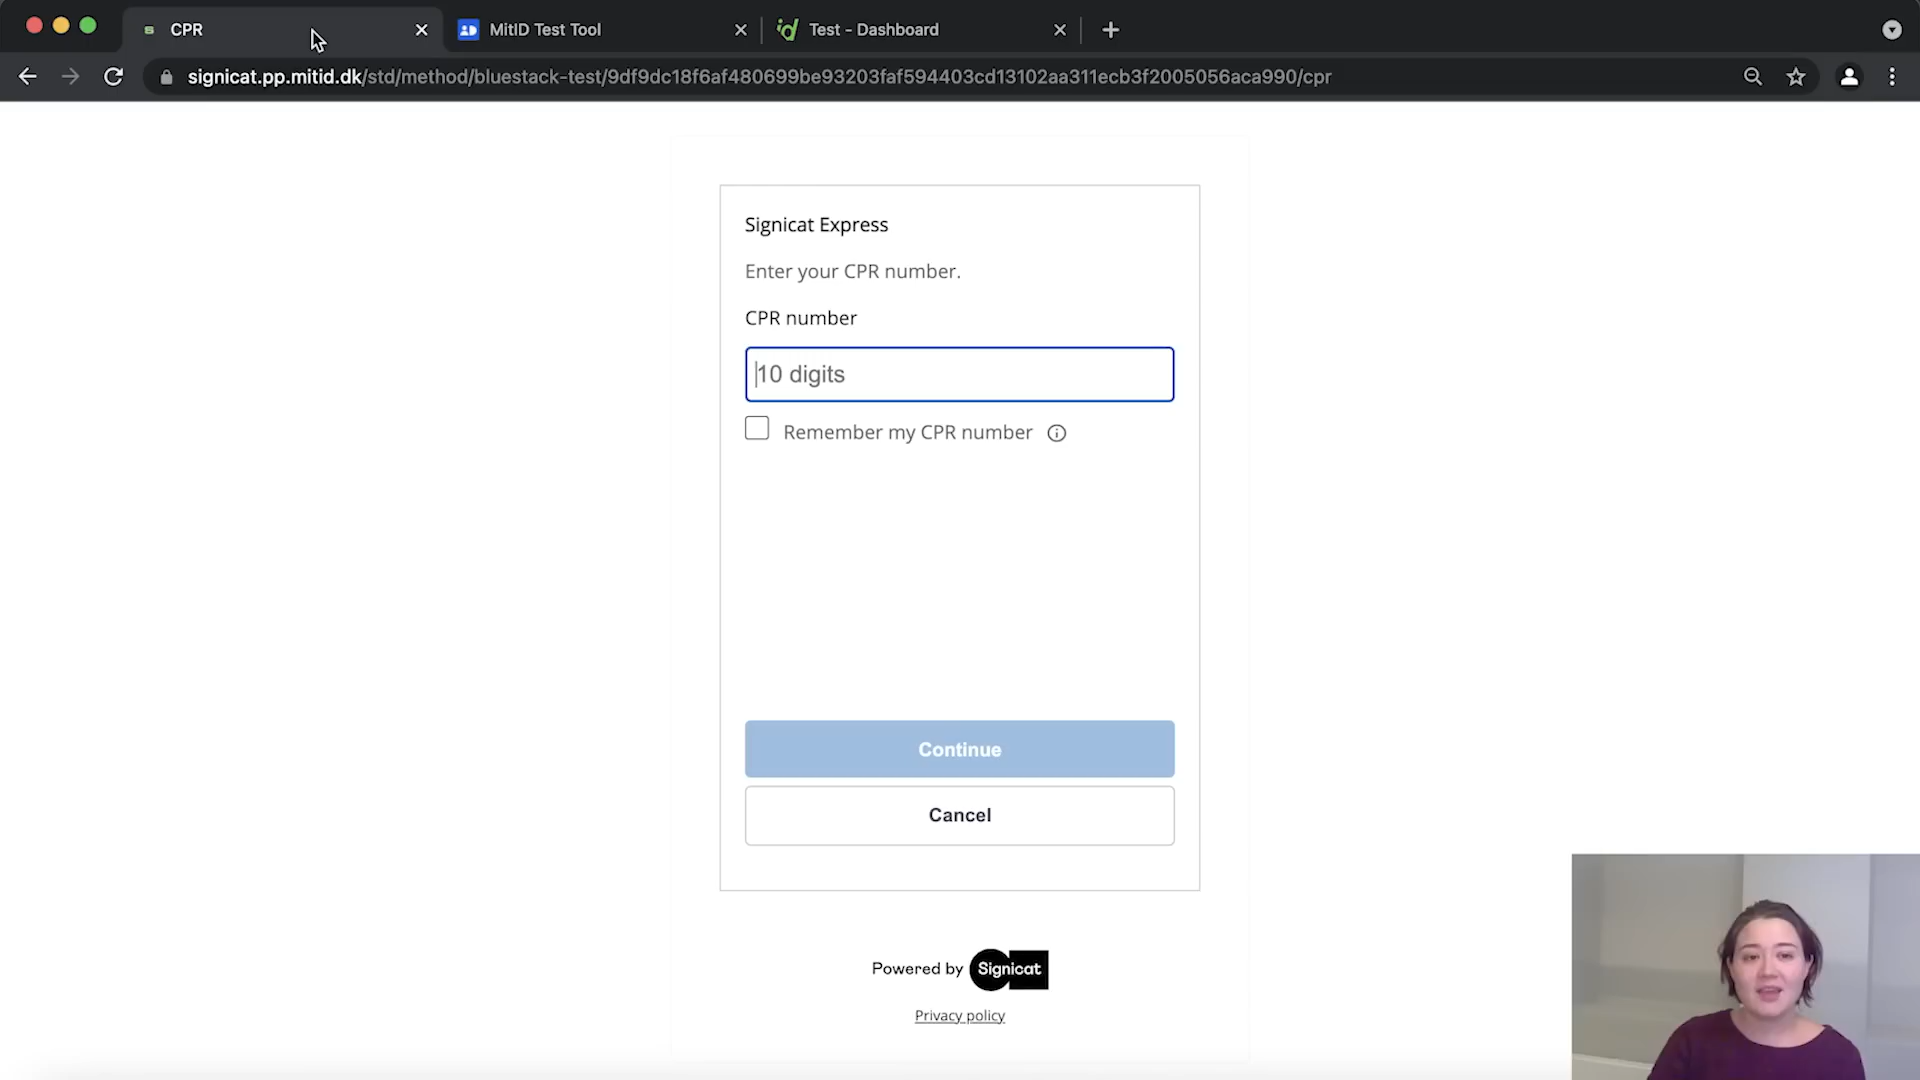 CPR
MitID Test Tool
Test - Dashboard
signicat.pp.mitid.dk/std/method/bluestack-test/9df9dc18f6af480699be93203faf594403cd13102aa311ecb3f2005056aca990/cpr
Signicat Express
Enter your CPR number.
CPR number
10 digits
Remember my CPR number
Continue
Cancel
Powered by Signicat
Privacy policy